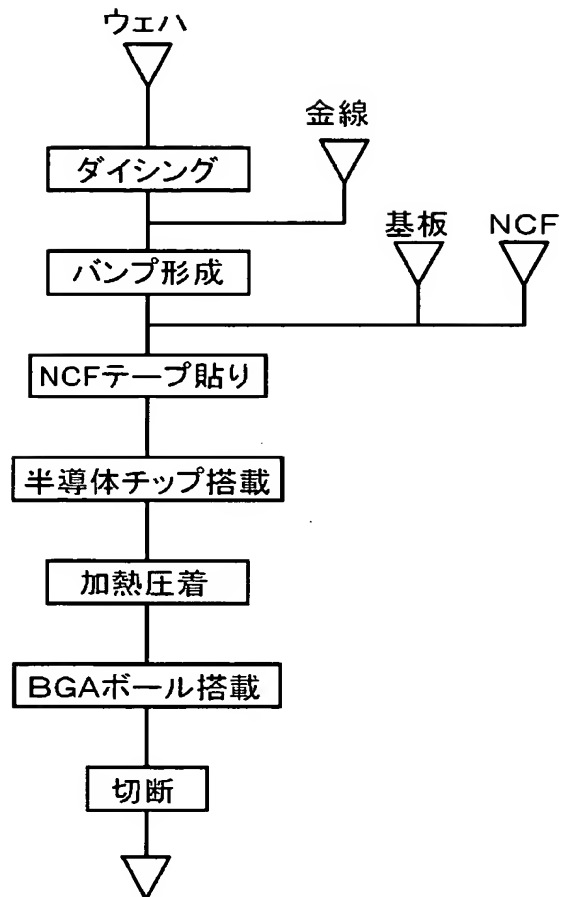 ウェハ
金線
ダイシング
基板
NCF
バンプ形成
NCFテープ貼り
半導体チップ搭載
加熱圧着
BGAボール搭載
切断